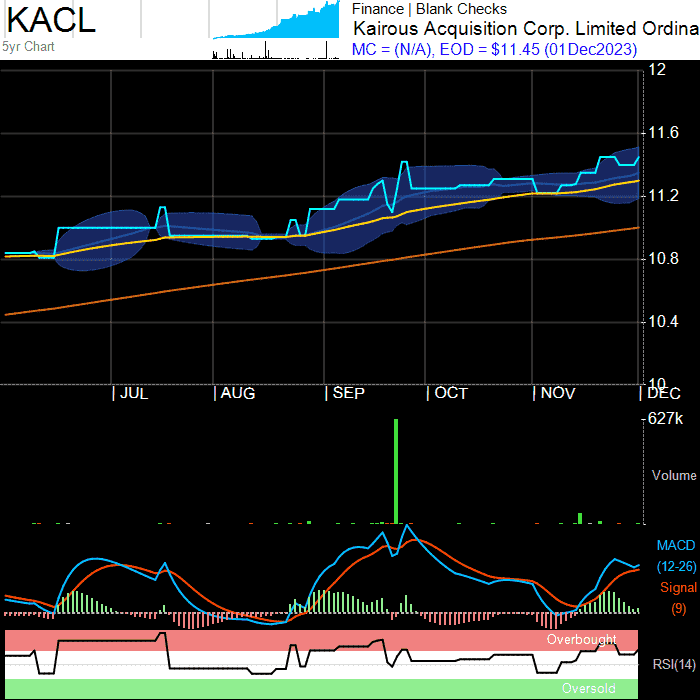 KACL
5yr Chart
Finance | Blank Checks
Kairous Acquisition Corp. Limited Ordina
MC = (N/A), EOD = $11.45 (01Dec2023)
12
11.6
11.2
10.8
10.4
10
JUL AUG SEP OCT NOV DEC
627k
Volume
MACD
(12-26)
Signal
(9)
Overbought
RSI(14)
Oversold